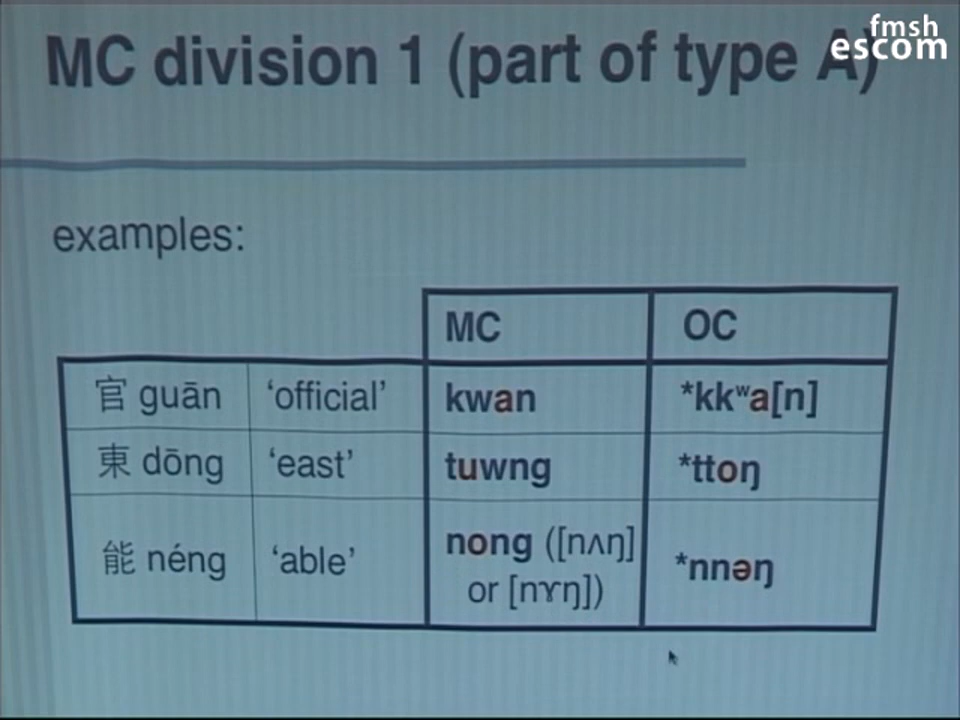 fmsh
escom
MC division 1 (part of type A)
examples:
MC OC
官 guān ‘official’ kwan *kkʷa[n]
東 dōng ‘east’ tuwng *ttoŋ
能 néng ‘able’ nong ([nʌŋ] *nnəŋ
or [nɤŋ])